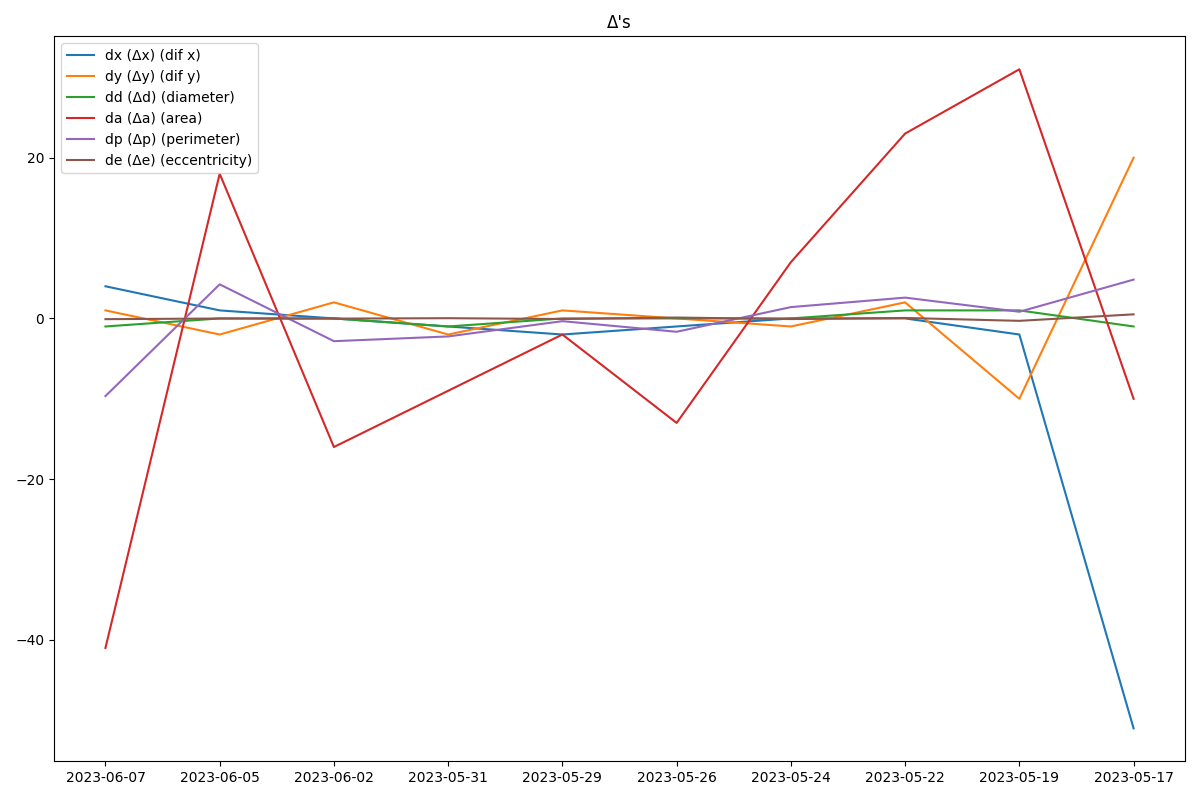 Δ's
dx (Δx) (dif x)
dy (Δy) (dif y)
dd (Δd) (diameter)
da (Δa) (area)
dp (Δp) (perimeter)
de (Δe) (eccentricity)
20
0
−20
−40
2023-06-07 2023-06-05 2023-06-02 2023-05-31 2023-05-29 2023-05-26 2023-05-24 2023-05-22 2023-05-19 2023-05-17